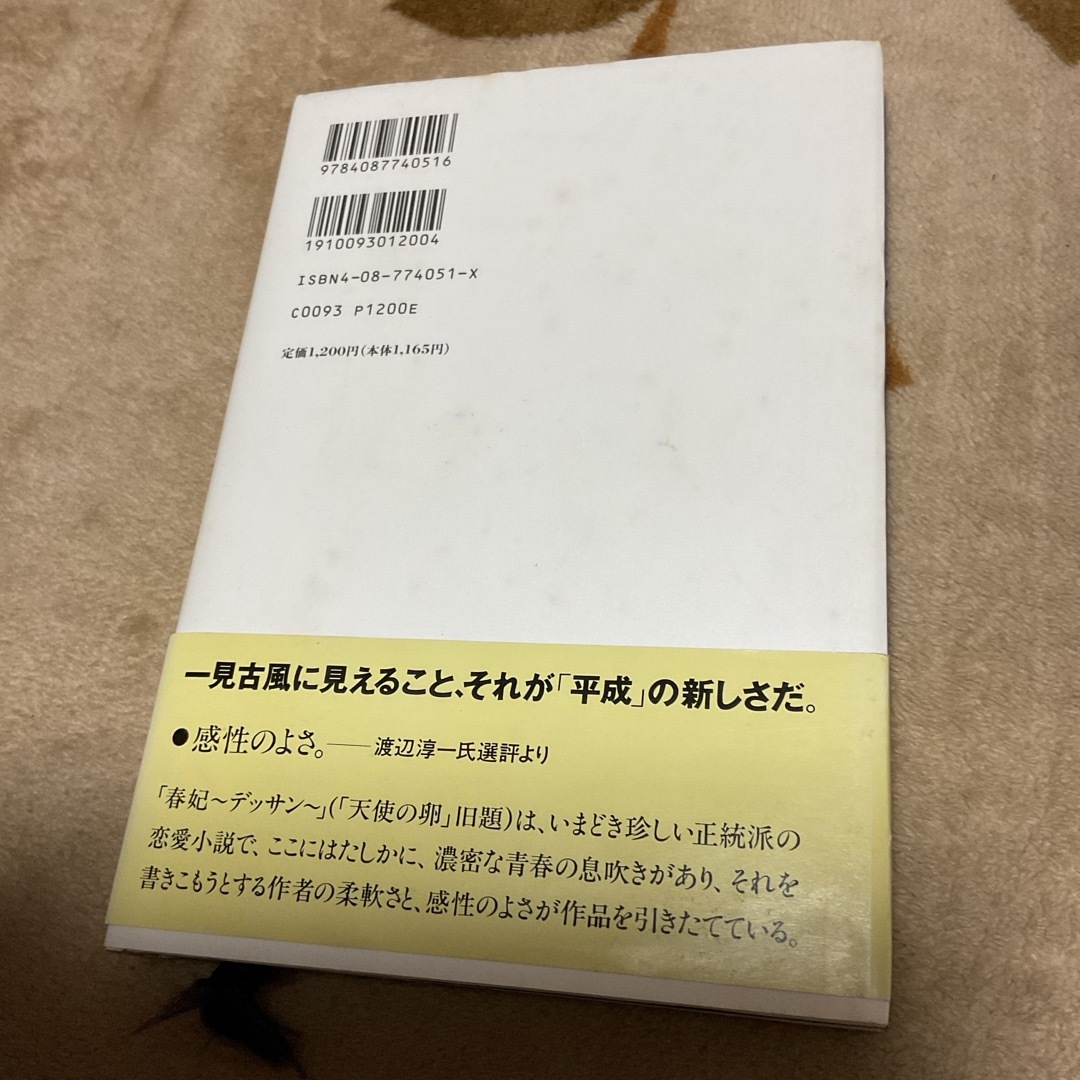 9784087740516
1910093012004
ISBN4-08-774051-X
C0093 P1200E
定価1,200円(本体1,165円)
一見古風に見えること、それが「平成」の新しさだ。
●感性のよさ。——渡辺淳一氏選評より
「春妃〜デッサン〜」(「天使の卵」旧題)は、いまどき珍しい正統派の
恋愛小説で、ここにはたしかに、濃密な青春の息吹きがあり、それを
書きこもうとする作者の柔軟さと、感性のよさが作品を引きたてている。